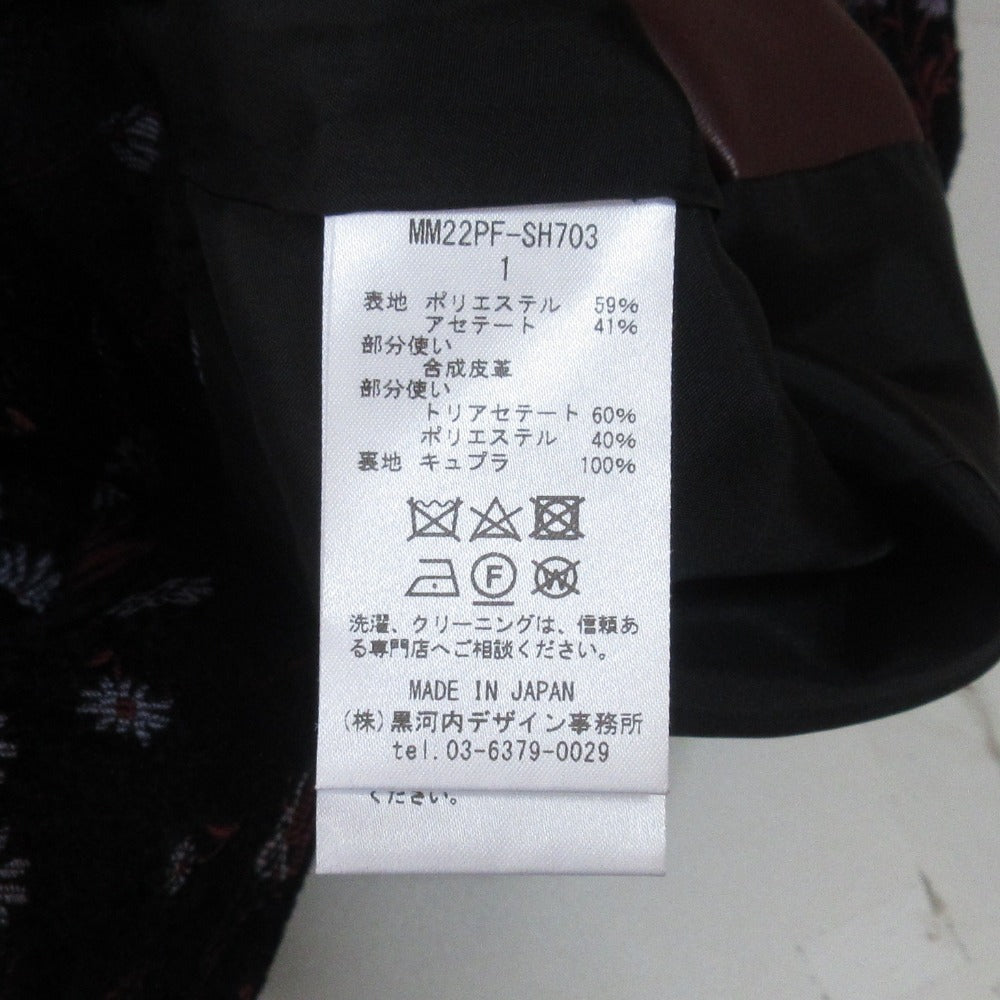 MM22PF-SH703
1
表地 ポリエステル 59%
アセテート 41%
部分使い
合成皮革
部分使い
トリアセテート 60%
ポリエステル 40%
裏地 キュプラ 100%
F W
洗濯、クリーニングは、信頼あ
る専門店へご相談ください。
MADE IN JAPAN
(株)黒河内デザイン事務所
tel.03-6379-0029
ください。